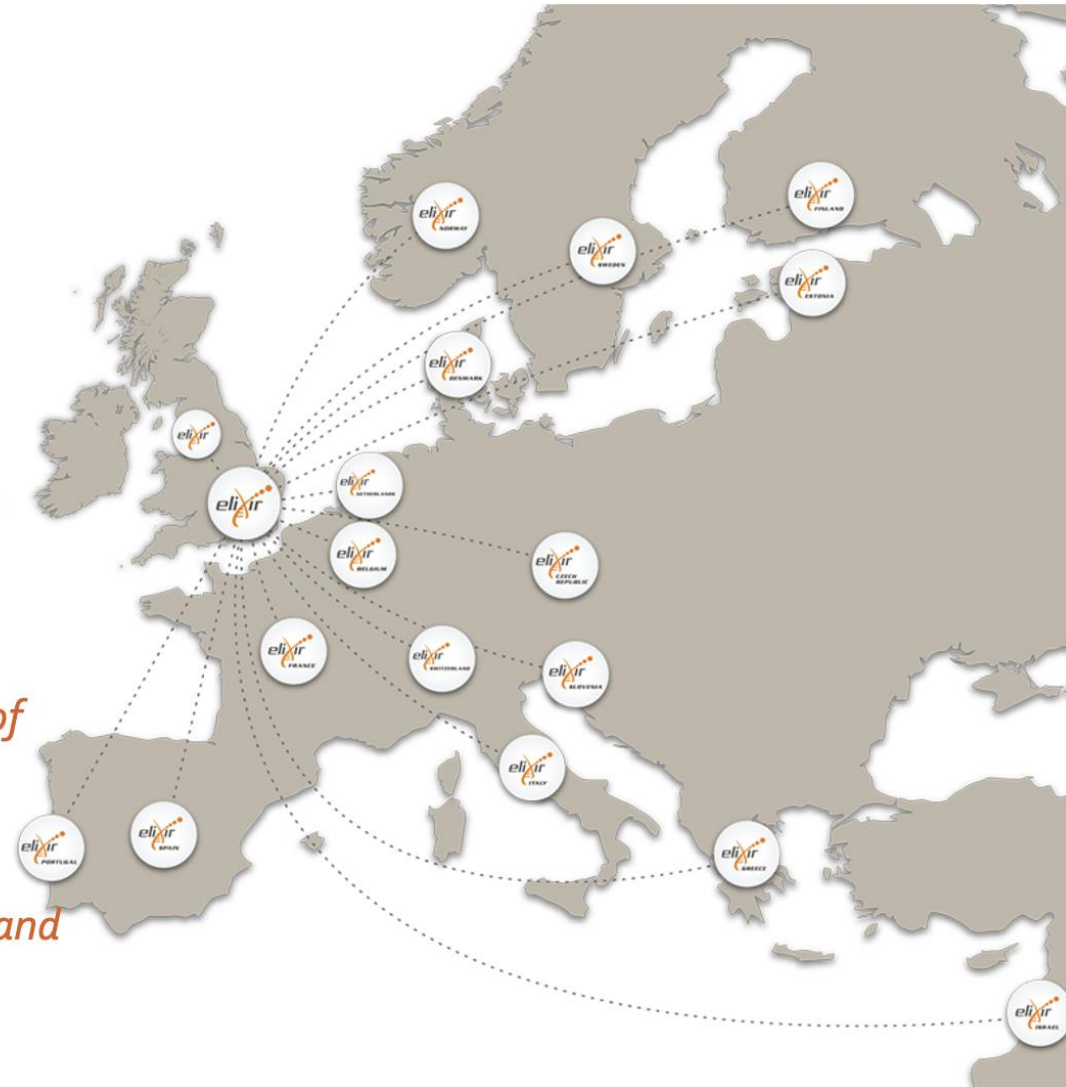 elixir
FINLAND
elixir
NORWAY
elixir
SWEDEN
elixir
ESTONIA
elixir
DENMARK
elixir
elixir
NETHERLANDS
elixir
elixir
BELGIUM
elixir
CZECH
REPUBLIC
elixir
FRANCE
elixir
SWITZERLAND
elixir
SLOVENIA
of
elixir
ITALY
elixir
SPAIN
elixir
PORTUGAL
elixir
GREECE
and
elixir
ISRAEL